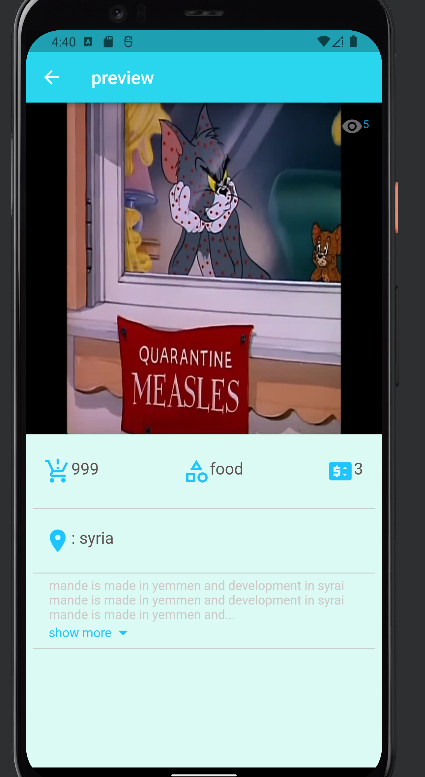 4:40
preview
5
QUARANTINE
MEASLES
999
food
3
: syria
mande is made in yemmen and development in syrai
mande is made in yemmen and development in syrai
mande is made in yemmen and...
show more